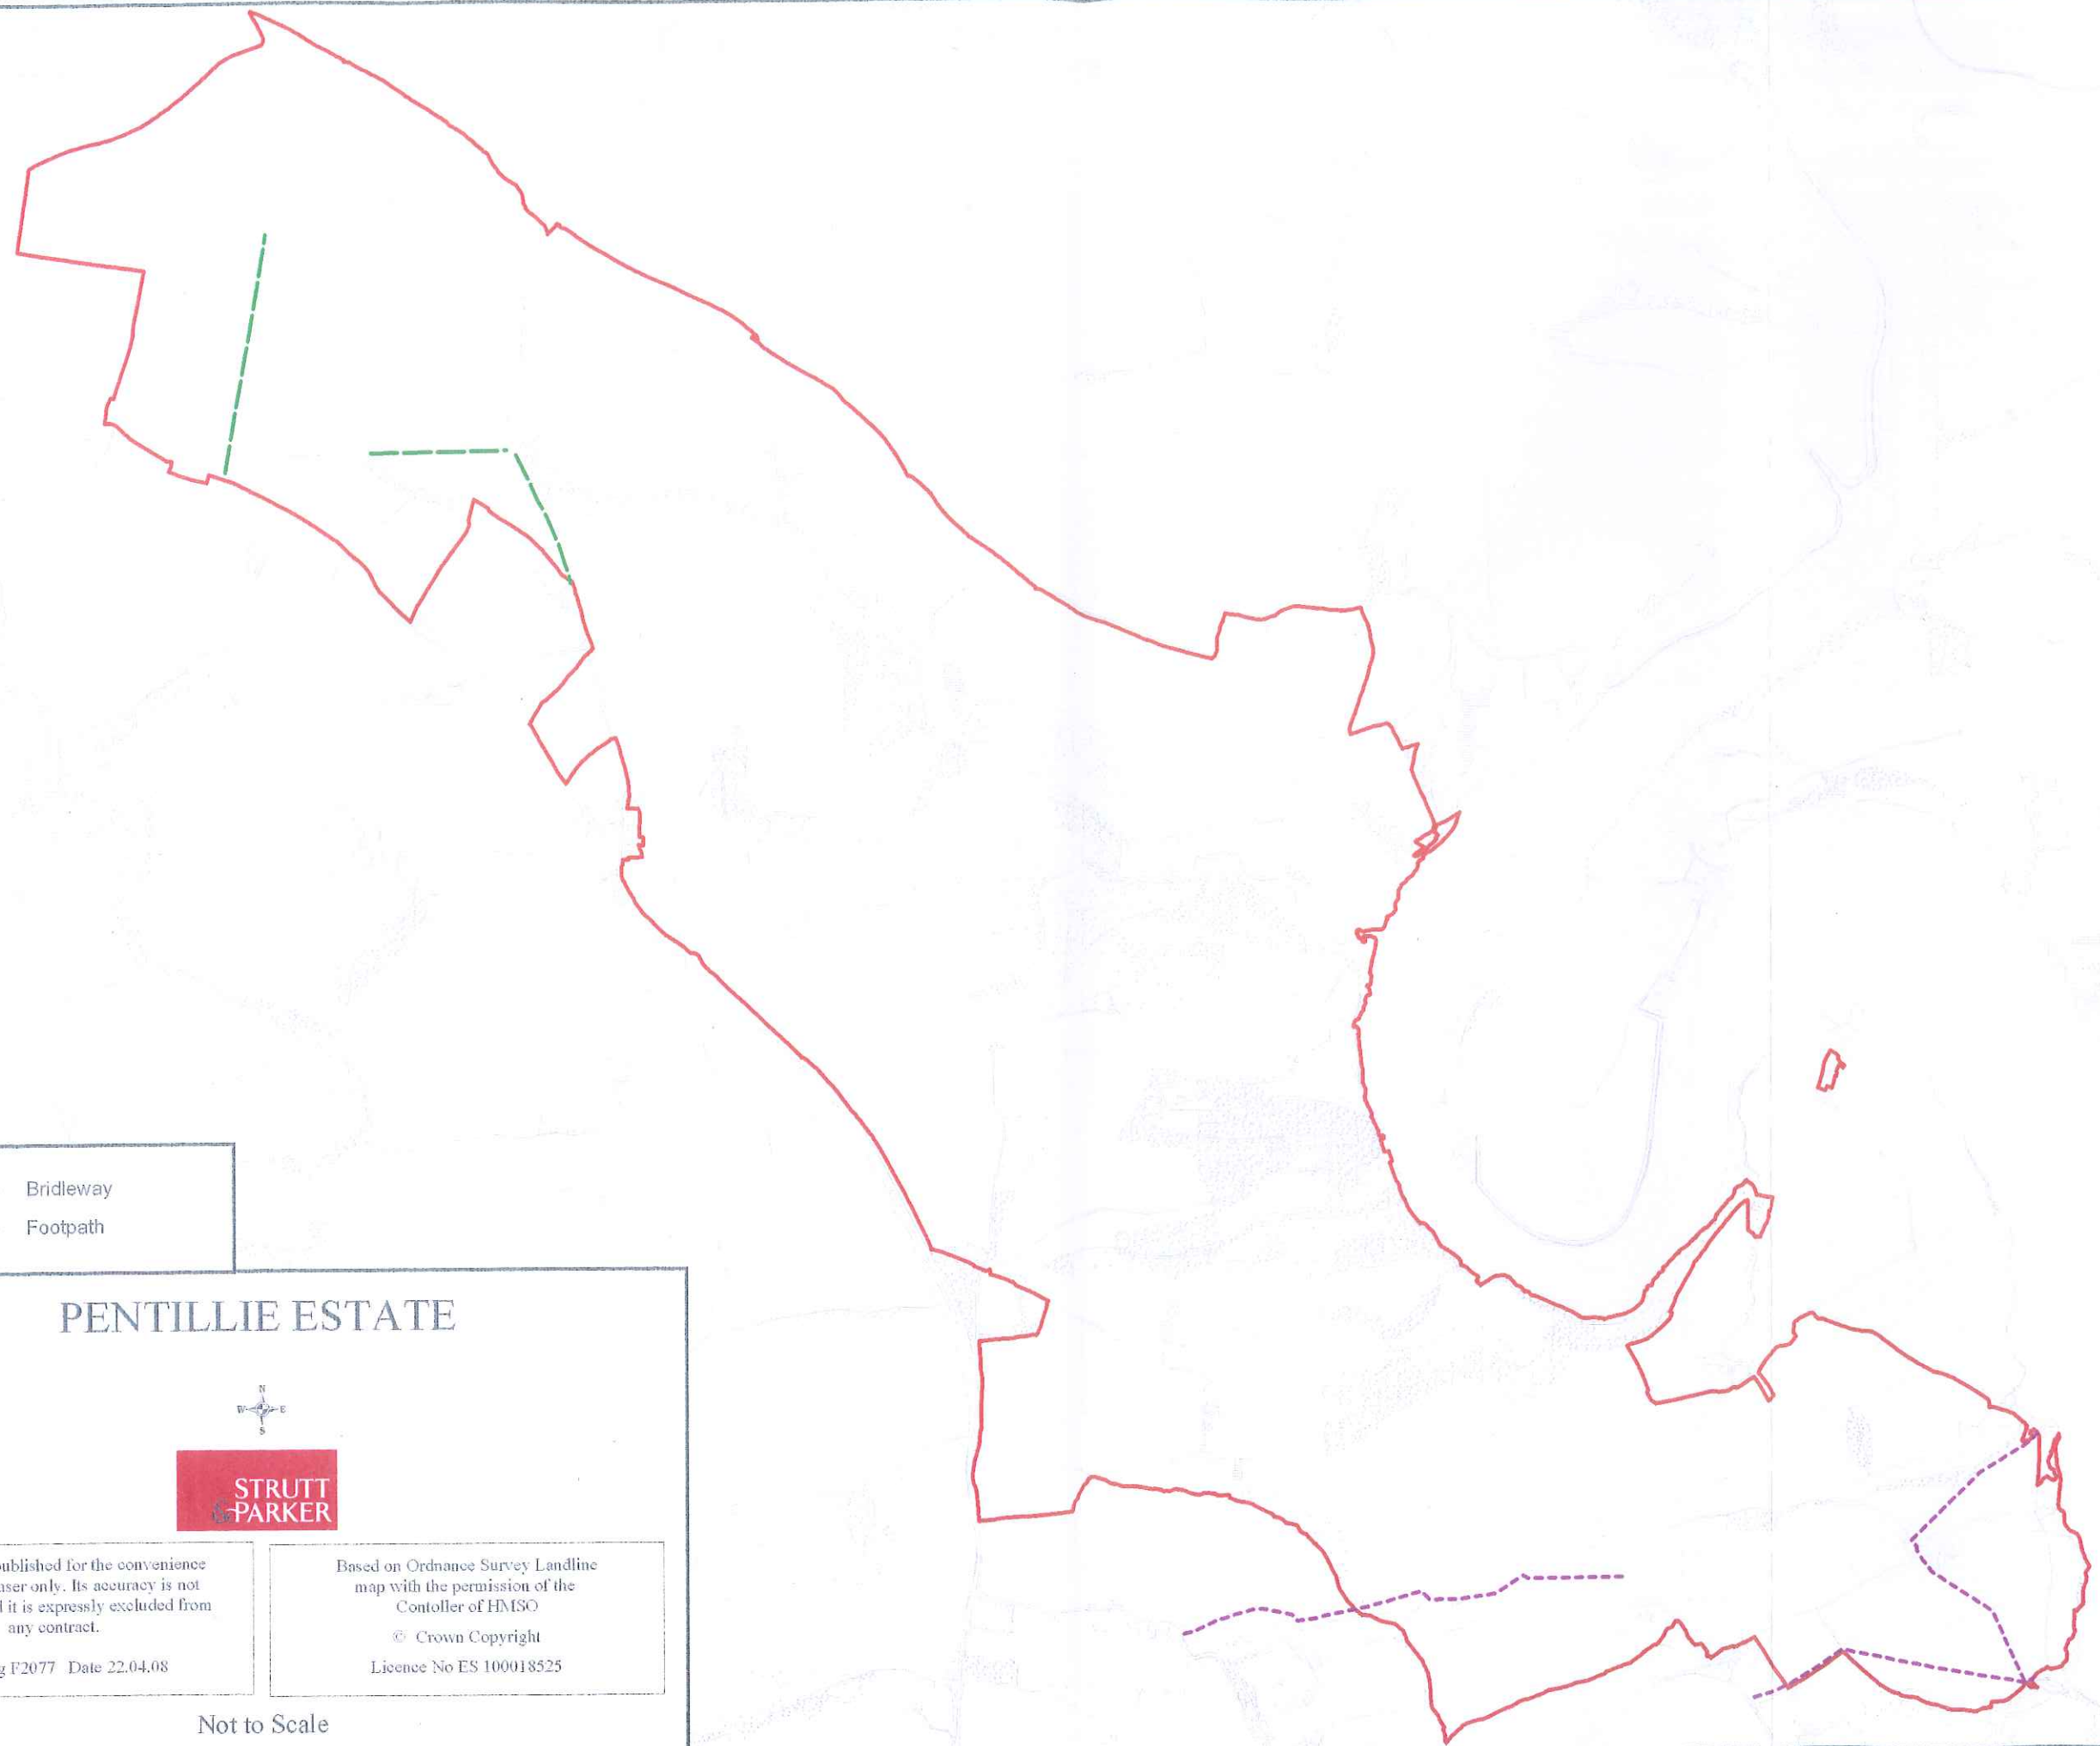 Bridleway
Footpath
PENTILLIE ESTATE
N
W E
S
STRUTT
& PARKER
ublished for the convenience
ser only. Its accuracy is not
it is expressly excluded from
any contract.
F2077 Date 22.04.08
Based on Ordnance Survey Landline
map with the permission of the
Contoller of HMSO
© Crown Copyright
Licence No ES 100018525
Not to Scale